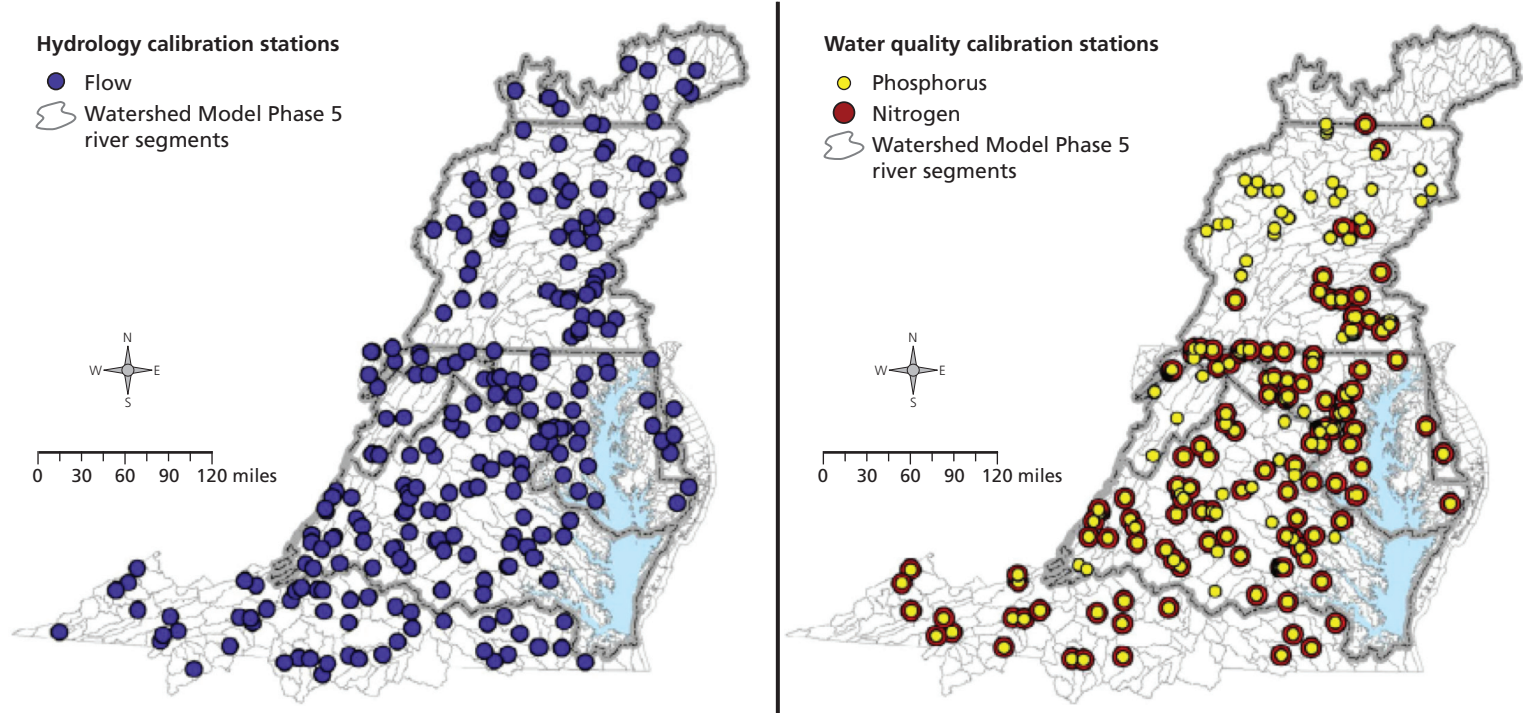 Hydrology calibration stations
Flow
Watershed Model Phase 5
river segments
N
W E
S
0 30 60 90 120 miles
Water quality calibration stations
Phosphorus
Nitrogen
Watershed Model Phase 5
river segments
N
W E
S
0 30 60 90 120 miles